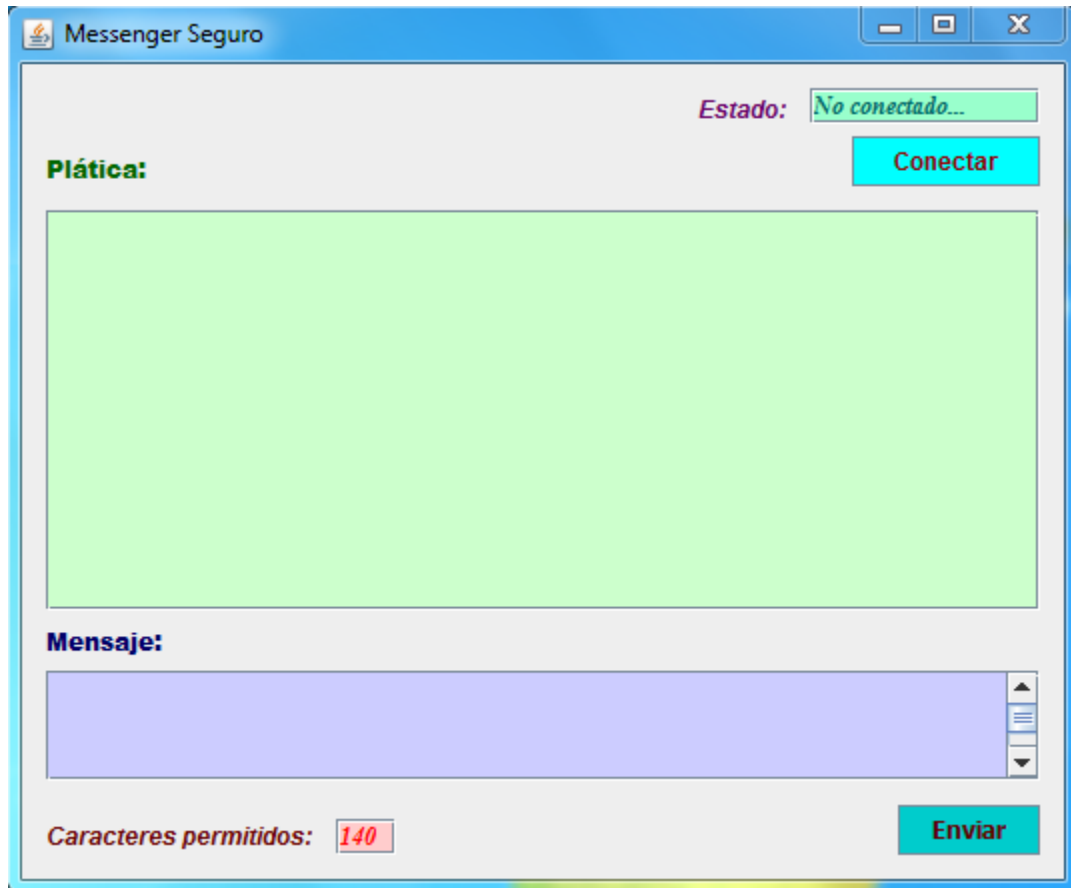 Messenger Seguro
Estado: No conectado...
Conectar
Plática:
Mensaje:
Caracteres permitidos: 140
Enviar